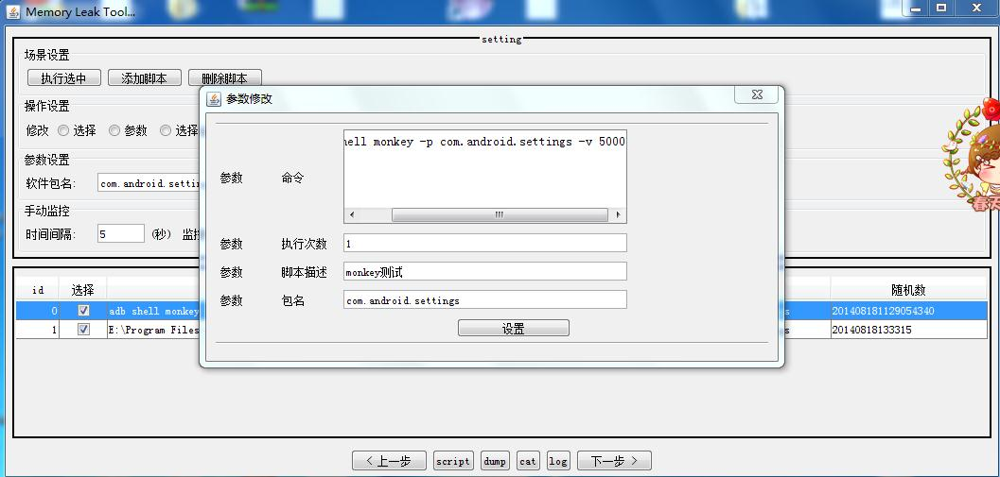 Memory Leak Tool...
setting
场景设置
执行选中 添加脚本 删除脚本
操作设置
修改 选择 参数 选择
参数设置
软件包名: com.android.settin
手动监控
时间间隔: 5 (秒) 监控
参数修改
参数 命令 hell monkey -p com.android.settings -v 5000
参数 执行次数 1
参数 脚本描述 monkey测试
参数 包名 com.android.settings
设置
id 选择 随机数
0 adb shell monkey s 201408181129054340
1 E:\Program Files s 20140818133315
< 上一步 script dump cat log 下一步 >
春天